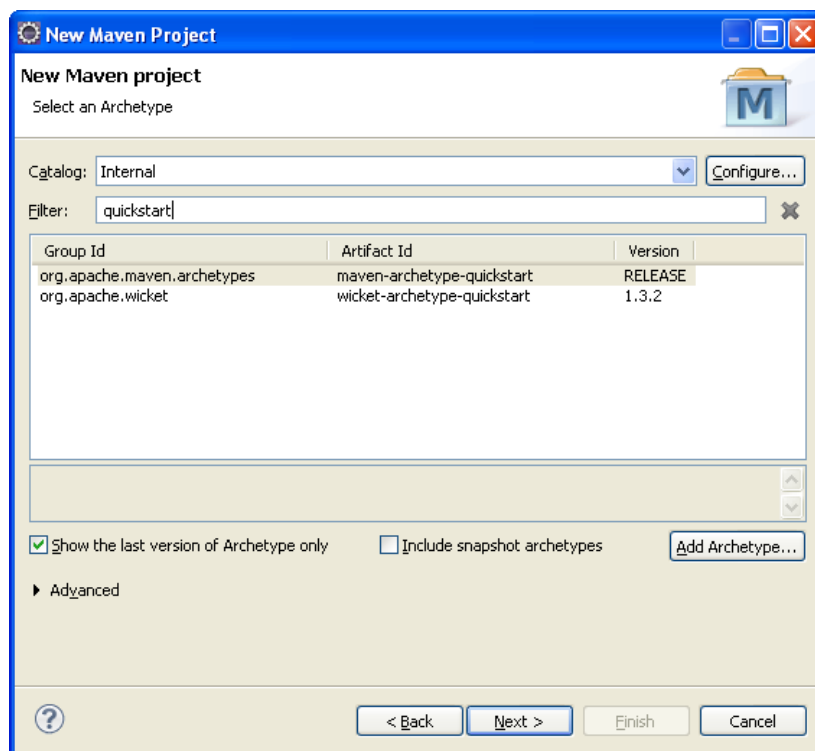 New Maven Project
New Maven project
Select an Archetype
M
Catalog: Internal Configure...
Filter: quickstart
Group Id Artifact Id Version
org.apache.maven.archetypes maven-archetype-quickstart RELEASE
org.apache.wicket wicket-archetype-quickstart 1.3.2
Show the last version of Archetype only Include snapshot archetypes Add Archetype...
Advanced
? < Back Next > Finish Cancel